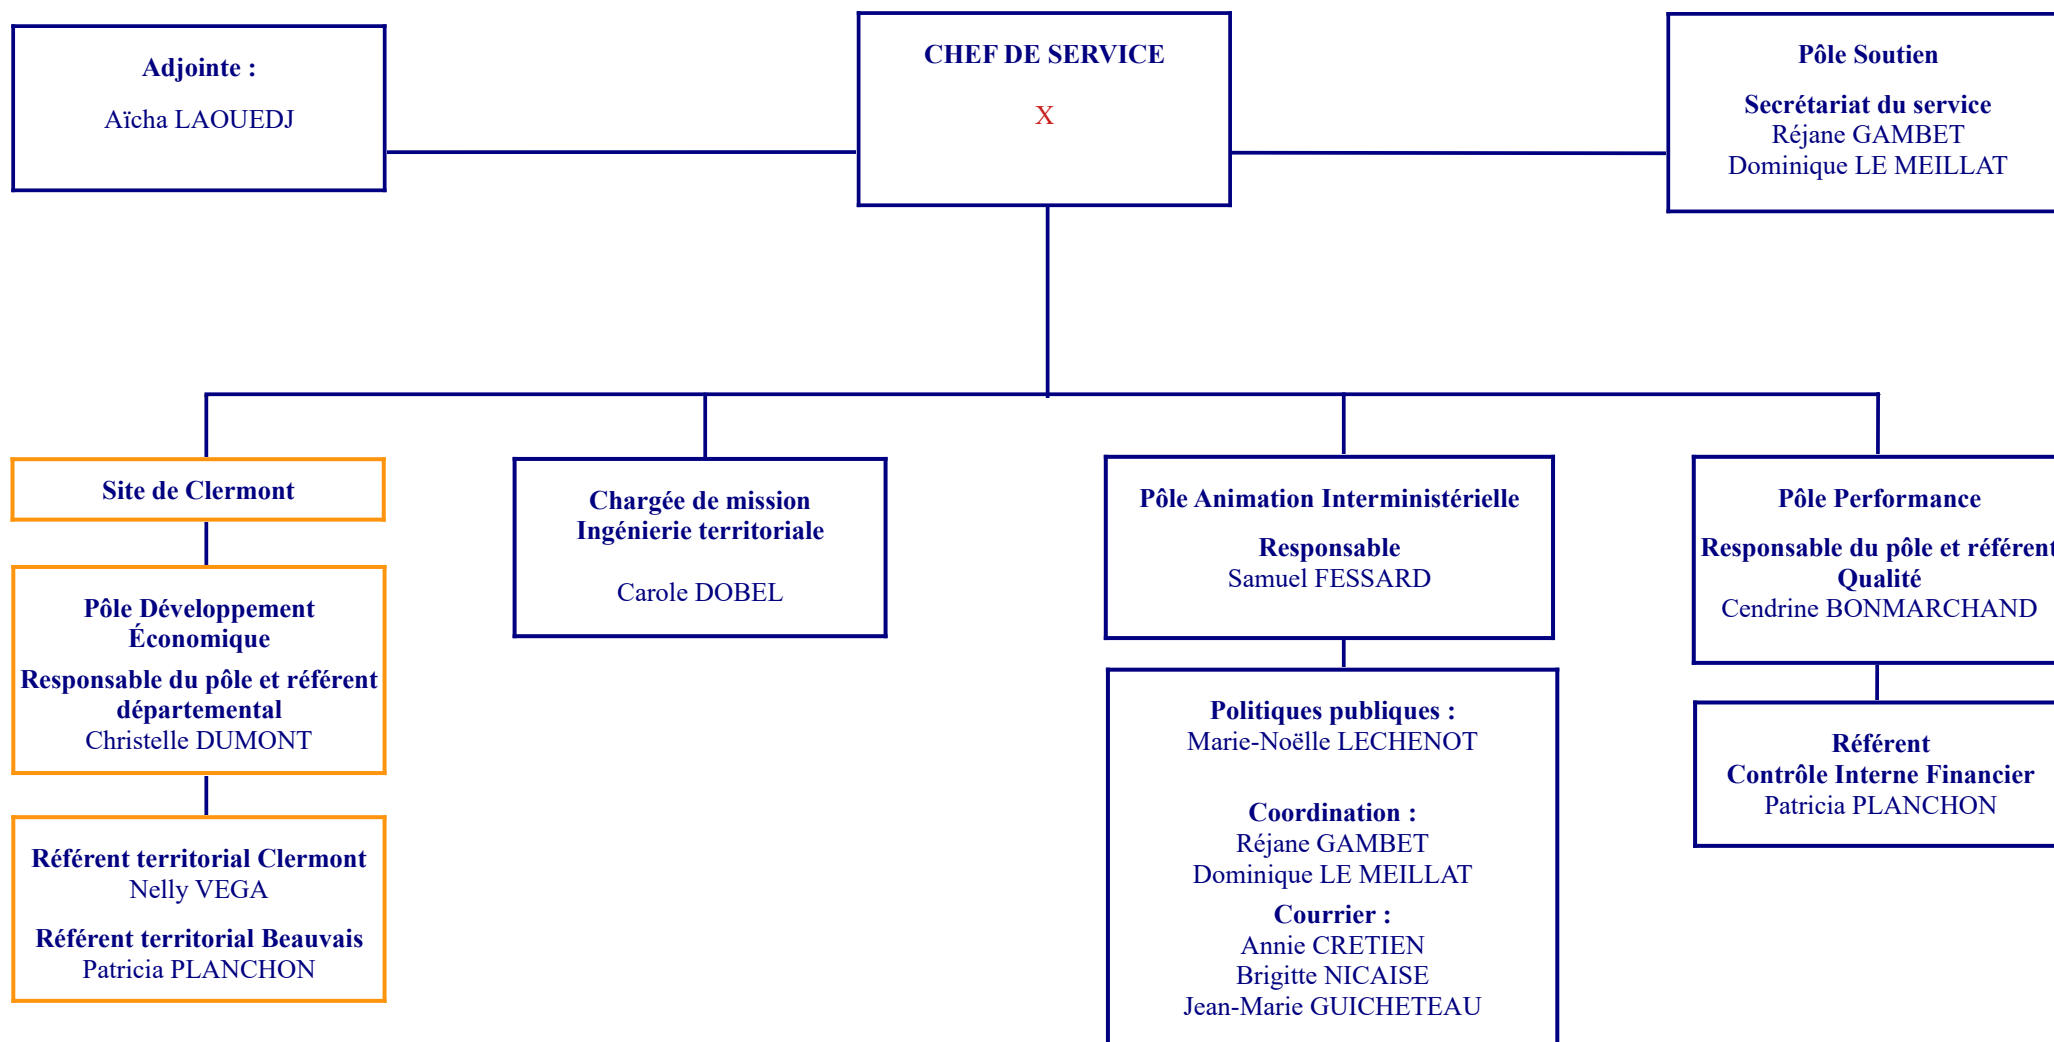 Adjointe :
Aïcha LAOUEDJ
CHEF DE SERVICE
X
Pôle Soutien
Secrétariat du service
Réjane GAMBET
Dominique LE MEILLAT
Site de Clermont
Pôle Développement
Économique
Responsable du pôle et référent
départemental
Christelle DUMONT
Référent territorial Clermont
Nelly VEGA
Référent territorial Beauvais
Patricia PLANCHON
Chargée de mission
Ingénierie territoriale
Carole DOBEL
Pôle Animation Interministérielle
Responsable
Samuel FESSARD
Politiques publiques :
Marie-Noëlle LECHENOT
Coordination :
Réjane GAMBET
Dominique LE MEILLAT
Courrier :
Annie CRETIEN
Brigitte NICAISE
Jean-Marie GUICHETEAU
Pôle Performance
Responsable du pôle et référent
Qualité
Cendrine BONMARCHAND
Référent
Contrôle Interne Financier
Patricia PLANCHON